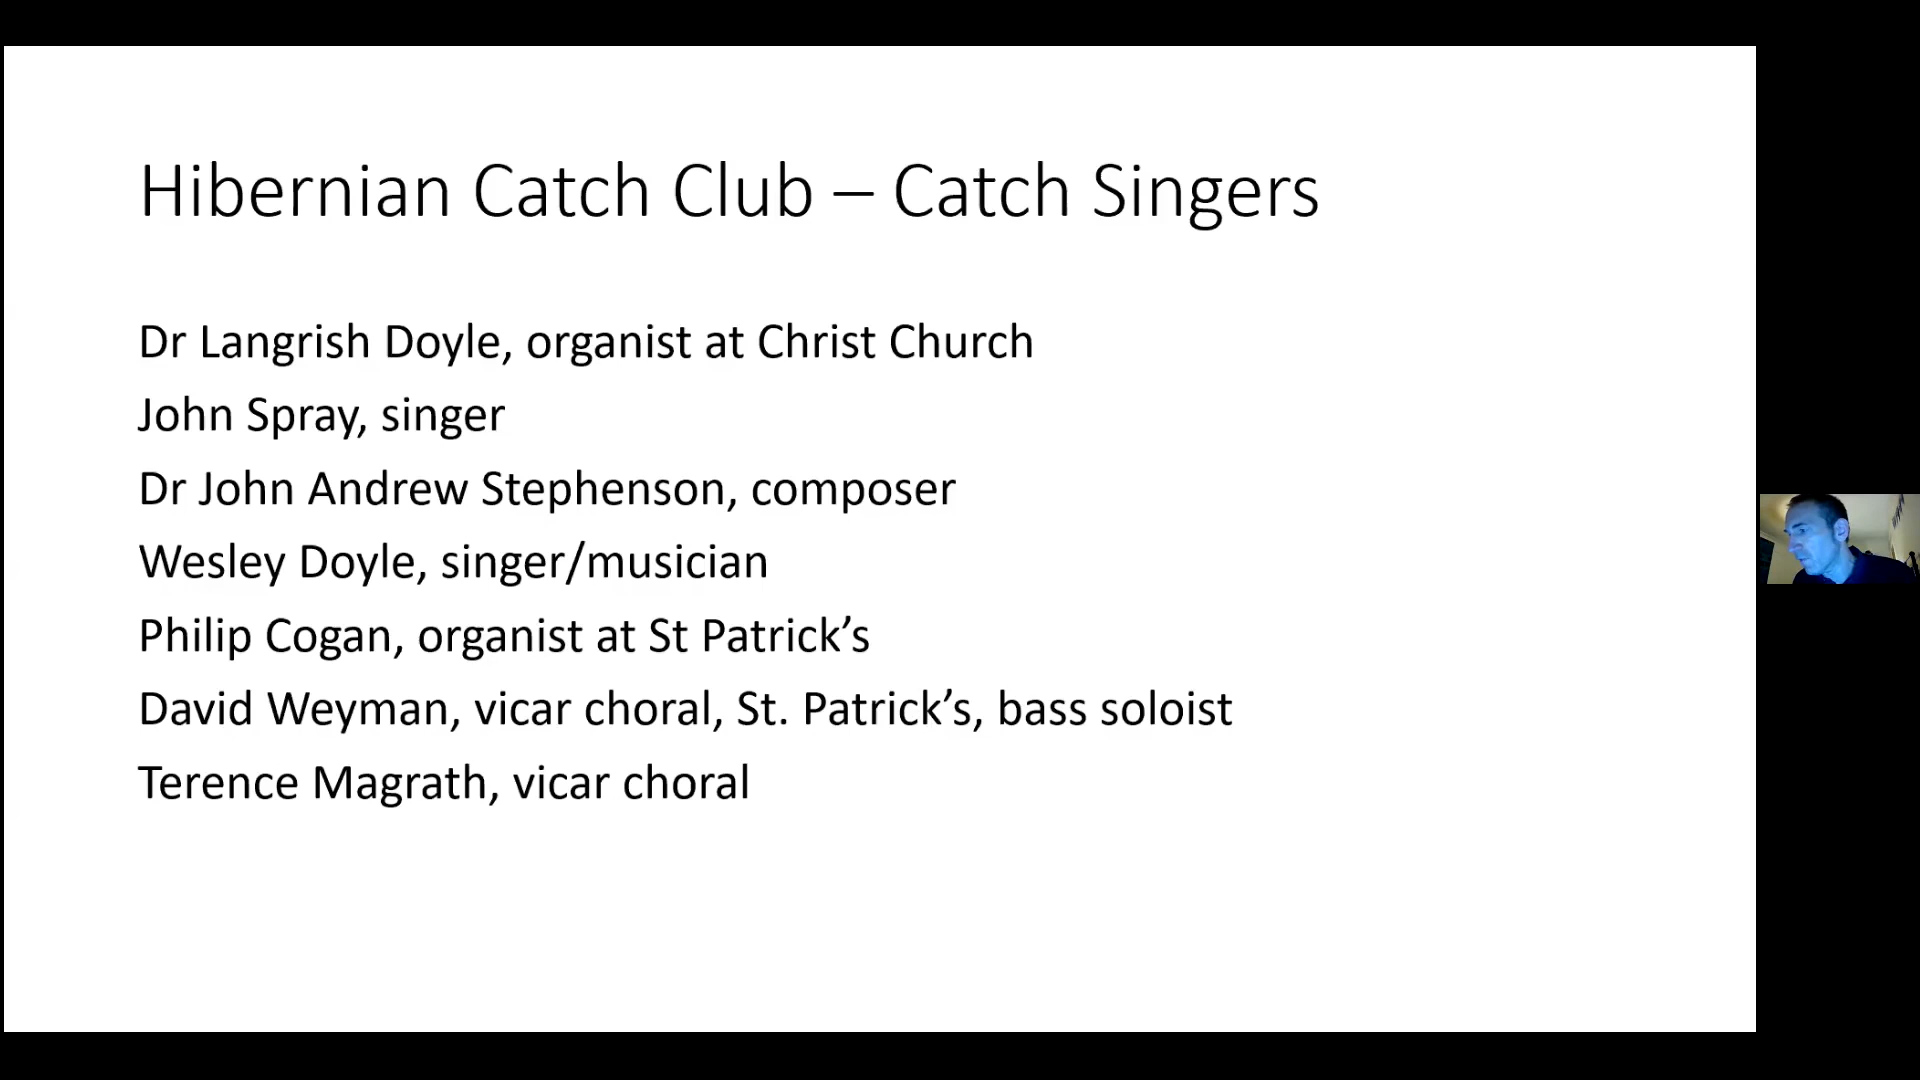 Hibernian Catch Club – Catch Singers
Dr Langrish Doyle, organist at Christ Church
John Spray, singer
Dr John Andrew Stephenson, composer
Wesley Doyle, singer/musician
Philip Cogan, organist at St Patrick’s
David Weyman, vicar choral, St. Patrick’s, bass soloist
Terence Magrath, vicar choral